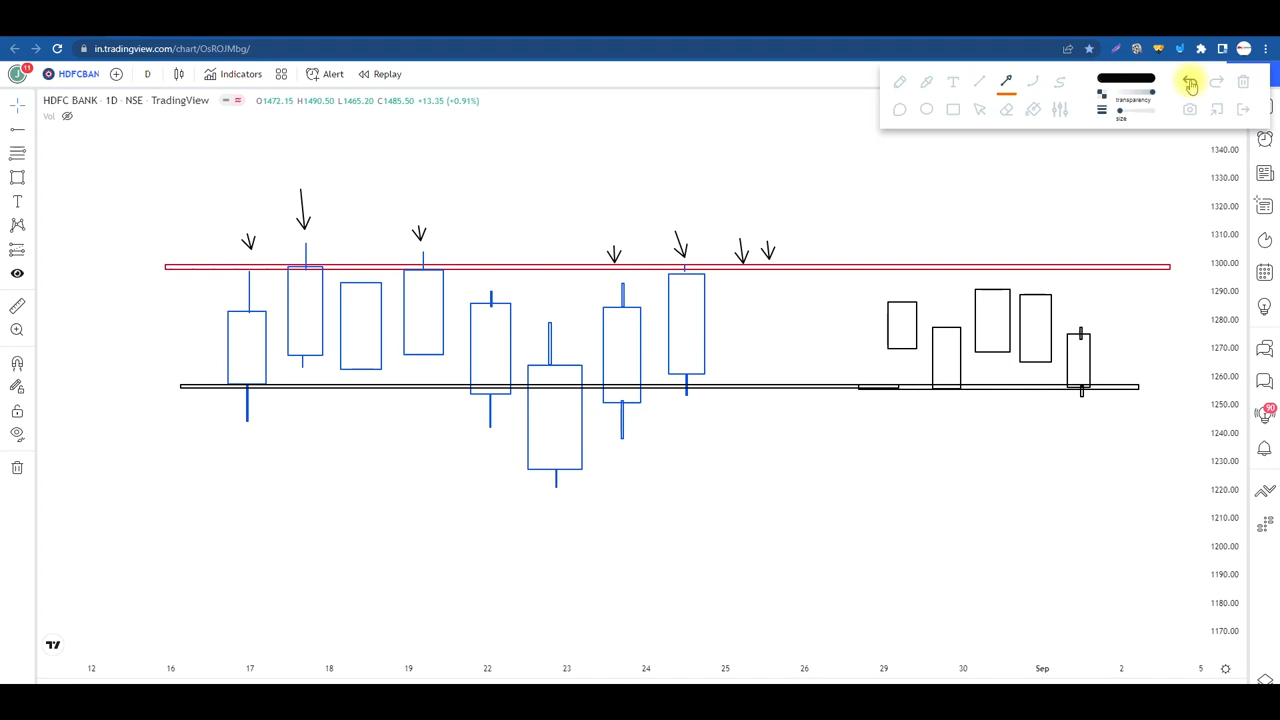 in.tradingview.com/chart/OsROJMbg/
11
HDFCBAN
D
Indicators
Alert
Replay
transparency
size
HDFC BANK · 1D · NSE · TradingView
O1472.15 H1490.50 L1465.20 C1485.50 +13.35 (+0.91%)
Vol
1340.00
1330.00
1320.00
1310.00
1300.00
1290.00
1280.00
1270.00
1260.00
1250.00
1240.00
1230.00
1220.00
1210.00
1200.00
1190.00
1180.00
1170.00
90
12
16
17
18
19
22
23
24
25
26
29
30
Sep
2
5